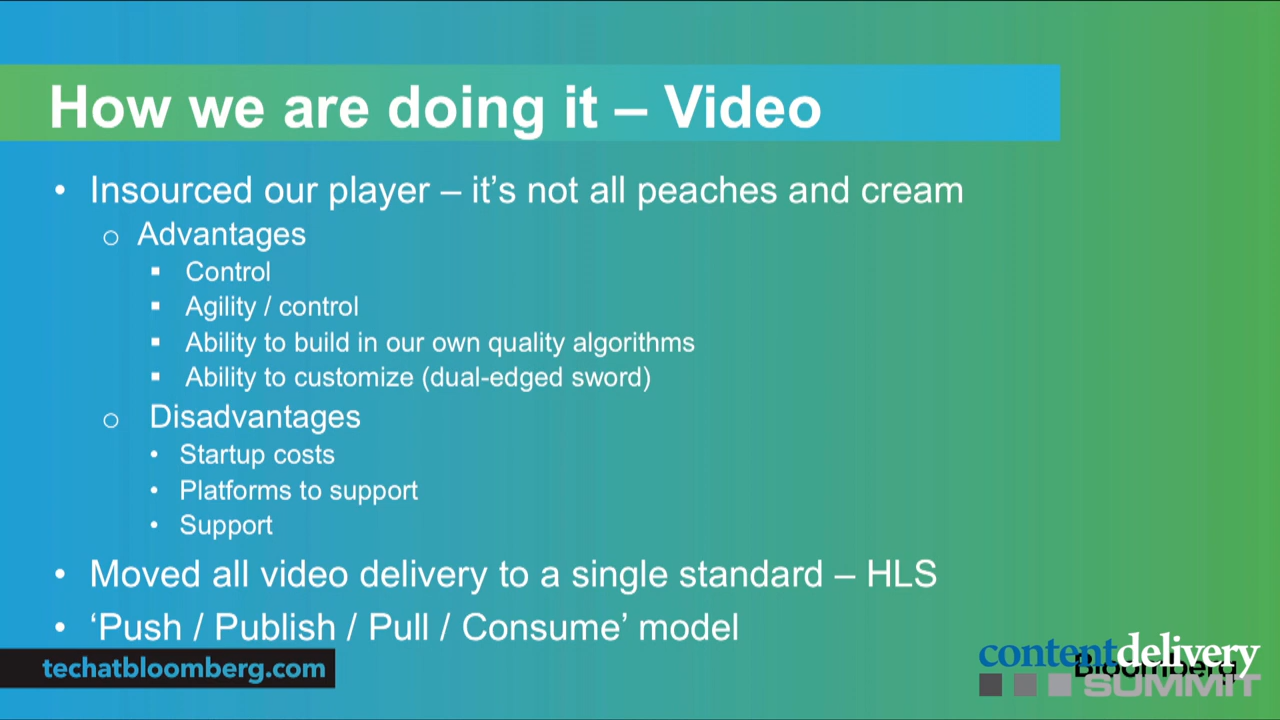 How we are doing it – Video
• Insourced our player – it’s not all peaches and cream
o Advantages
▪ Control
▪ Agility / control
▪ Ability to build in our own quality algorithms
▪ Ability to customize (dual-edged sword)
o Disadvantages
• Startup costs
• Platforms to support
• Support
• Moved all video delivery to a single standard – HLS
• ‘Push / Publish / Pull / Consume’ model
techatbloomberg.com
contentdelivery
Bloomberg
SUMMIT